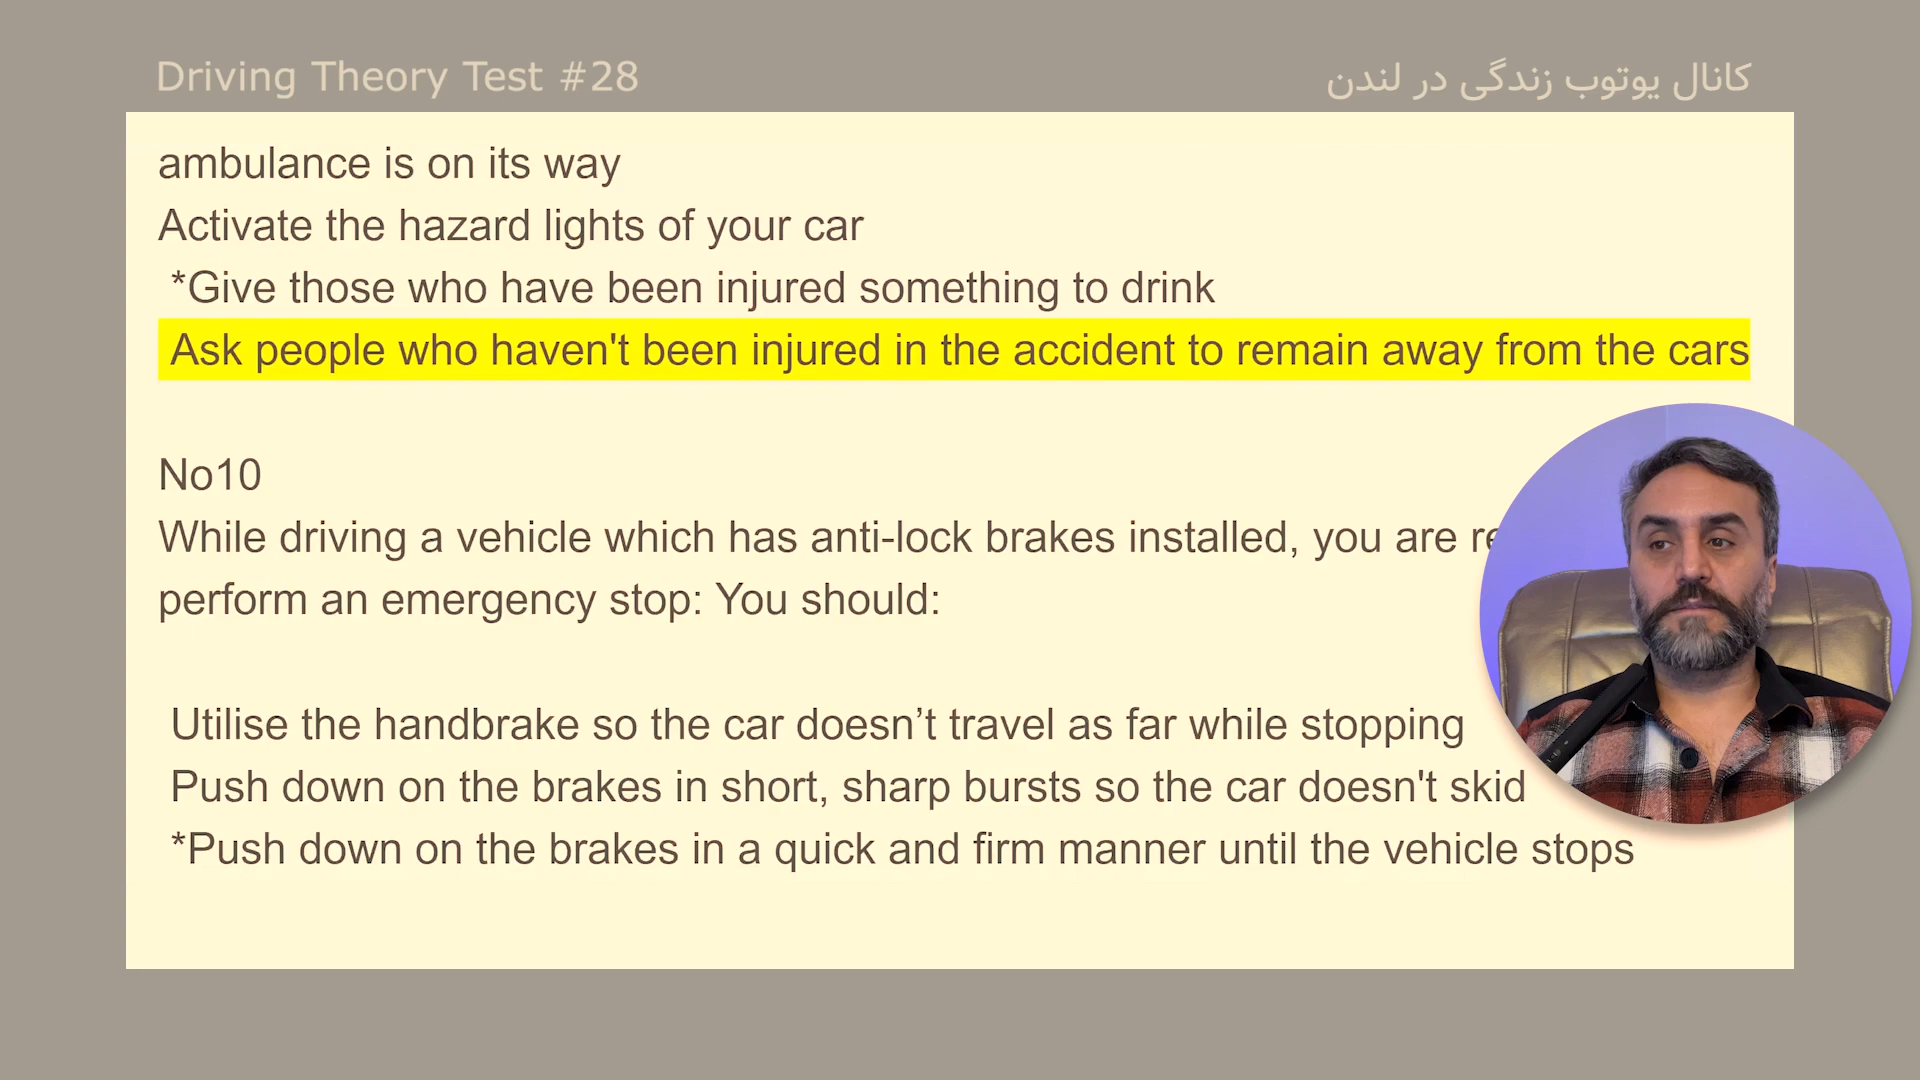 Driving Theory Test #28
کانال یوتوب زندگی در لندن
ambulance is on its way
Activate the hazard lights of your car
*Give those who have been injured something to drink
Ask people who haven't been injured in the accident to remain away from the cars
No10
While driving a vehicle which has anti-lock brakes installed, you are
perform an emergency stop: You should:
Utilise the handbrake so the car doesn’t travel as far while stopping
Push down on the brakes in short, sharp bursts so the car doesn't skid
*Push down on the brakes in a quick and firm manner until the vehicle stops